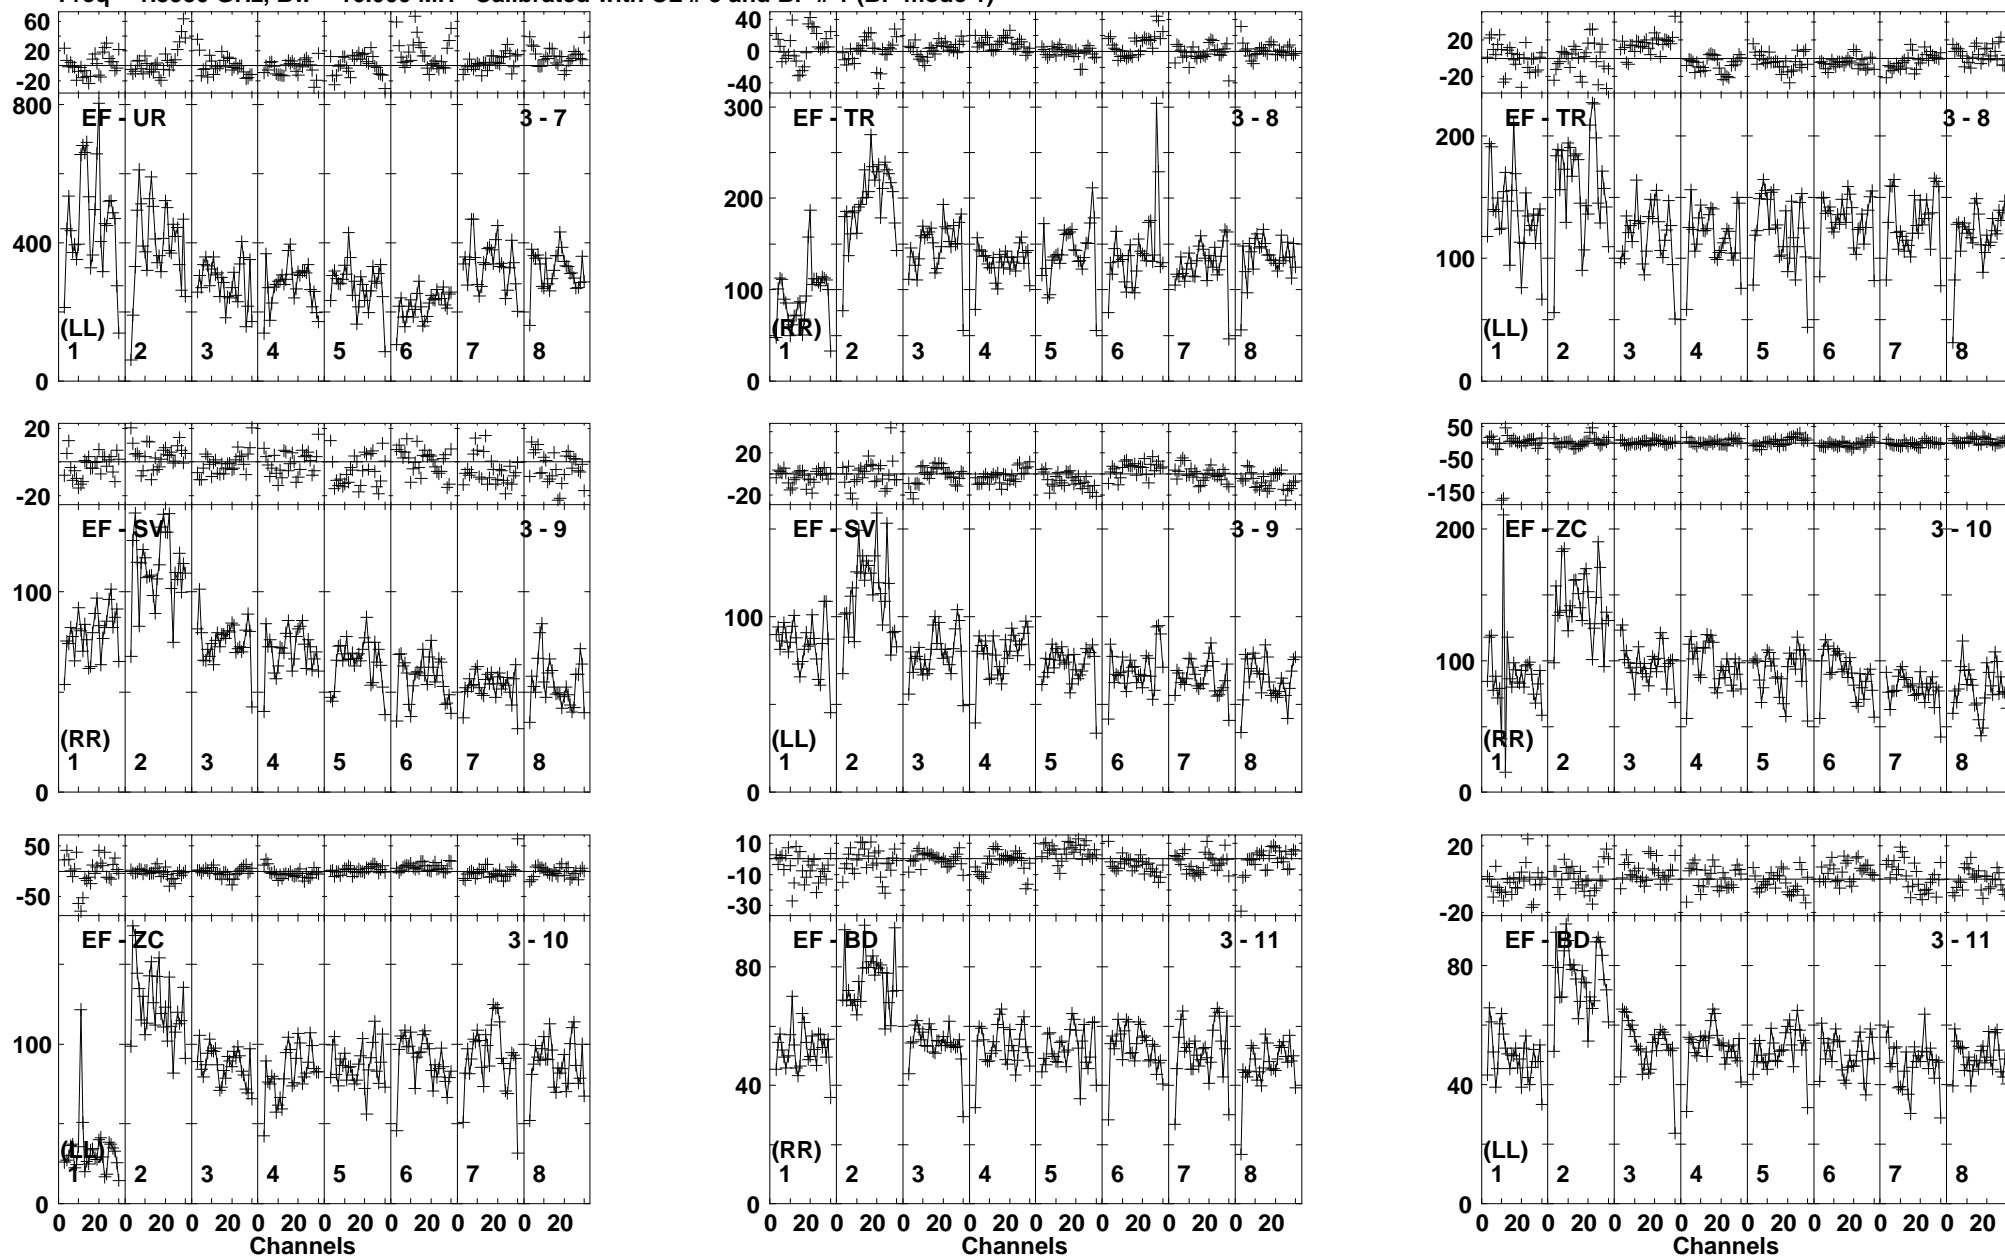 60 20 -20
40 0 -40
20 -20
800 400 0
EF - UR 3 - 7
(LL)
1 2 3 4 5 6 7 8
300 200 100 0
EF - TR 3 - 8
(RR)
1 2 3 4 5 6 7 8
200 100 0
EF - TR 3 - 8
(LL)
1 2 3 4 5 6 7 8
20 -20
20 -20
50 -50 -150
100 0
EF - SV 3 - 9
(RR)
1 2 3 4 5 6 7 8
100 0
EF - SV 3 - 9
(LL)
1 2 3 4 5 6 7 8
200 100 0
EF - ZC 3 - 10
(RR)
1 2 3 4 5 6 7 8
50 -50
10 -10 -30
20 -20
100 0
EF - ZC 3 - 10
(LL)
1 2 3 4 5 6 7 8
80 40 0
EF - BD 3 - 11
(RR)
1 2 3 4 5 6 7 8
80 40 0
EF - BD 3 - 11
(LL)
1 2 3 4 5 6 7 8
0 20 0 20 0 20 0 20 0 20 0 20 0 20 0 20
0 20 0 20 0 20 0 20 0 20 0 20 0 20 0 20
0 20 0 20 0 20 0 20 0 20 0 20 0 20 0 20
Channels
Channels
Channels